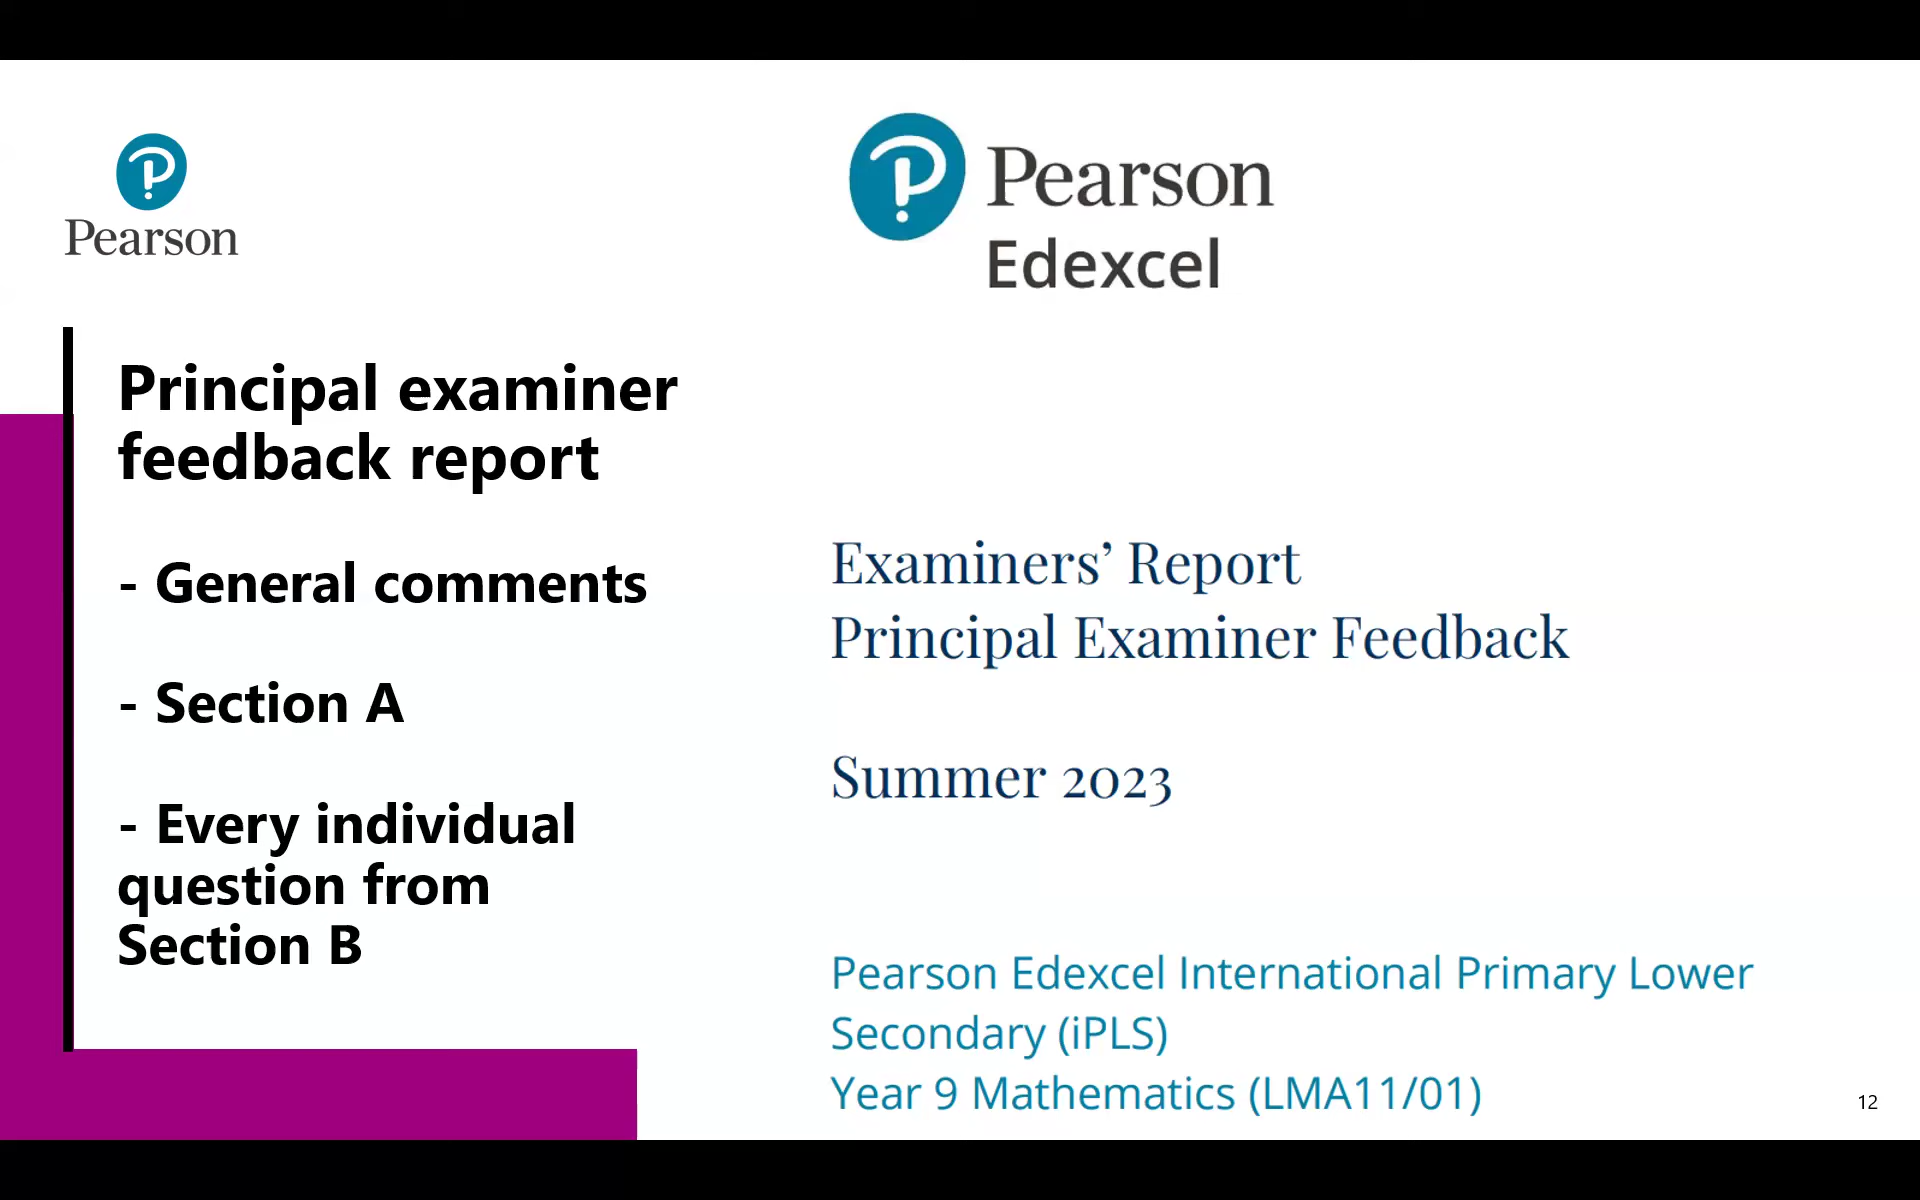 Pearson
Principal examiner
feedback report
- General comments
- Section A
- Every individual
question from
Section B
Pearson
Edexcel
Examiners’ Report
Principal Examiner Feedback
Summer 2023
Pearson Edexcel International Primary Lower
Secondary (iPLS)
Year 9 Mathematics (LMA11/01)
12